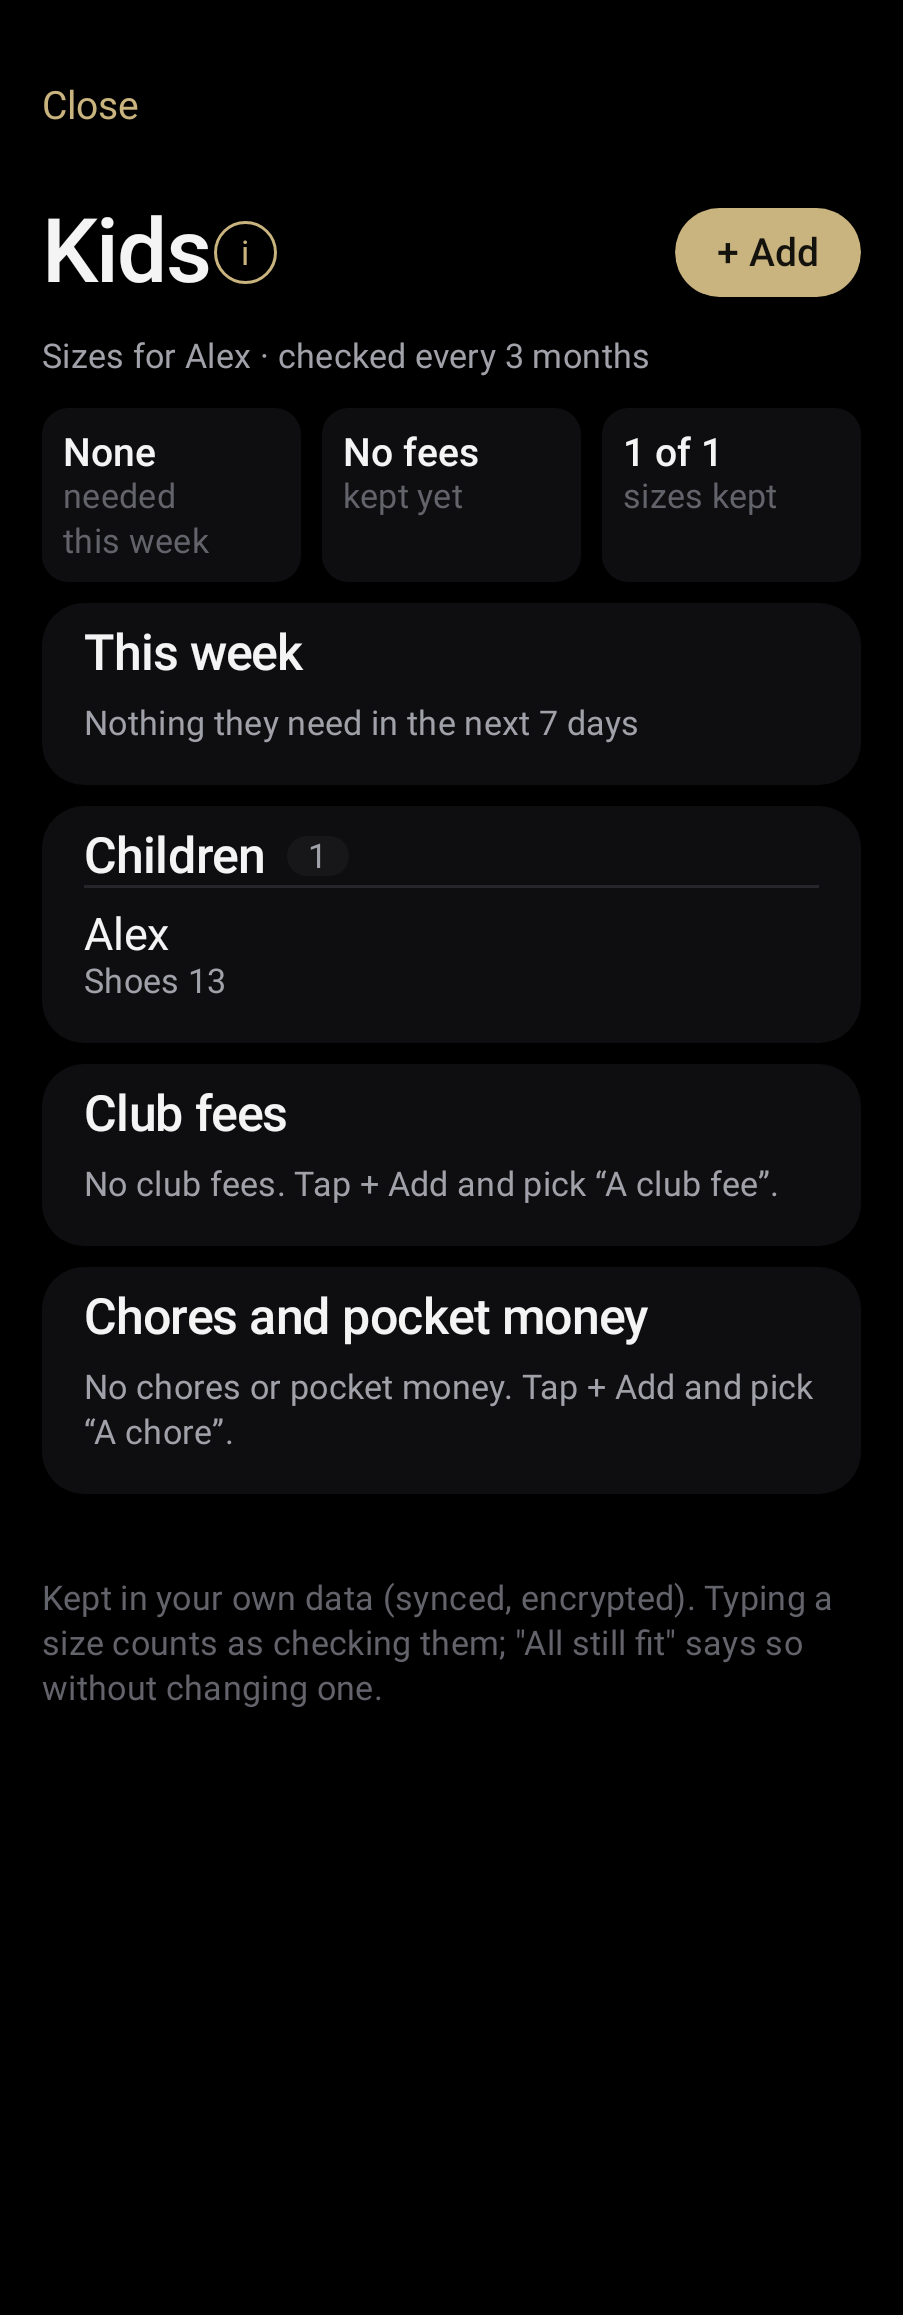 Close
Kids i
+ Add
Sizes for Alex · checked every 3 months
None
needed
this week
No fees
kept yet
1 of 1
sizes kept
This week
Nothing they need in the next 7 days
Children 1
Alex
Shoes 13
Club fees
No club fees. Tap + Add and pick “A club fee”.
Chores and pocket money
No chores or pocket money. Tap + Add and pick
“A chore”.
Kept in your own data (synced, encrypted). Typing a
size counts as checking them; "All still fit" says so
without changing one.